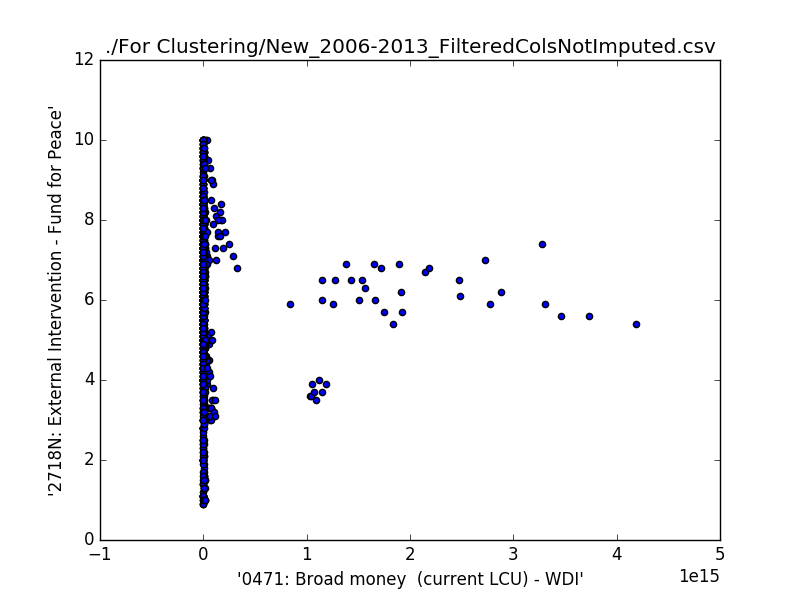 ./For Clustering/New_2006-2013_FilteredColsNotImputed.csv
12
10
8
6
4
2
0
'2718N: External Intervention - Fund for Peace'
−1 0 1 2 3 4 5
1e15
'0471: Broad money  (current LCU) - WDI'